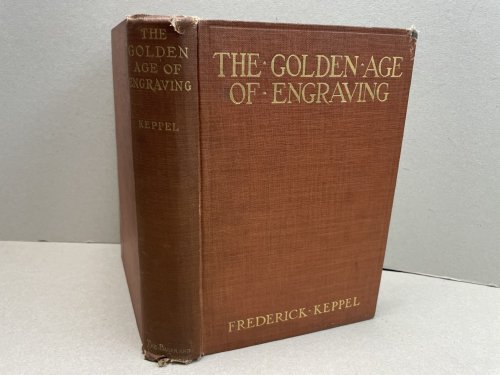 THE
GOLDEN
AGE OF
ENGRAVING
KEPPEL
THE·GOLDEN·AGE
OF·ENGRAVING
FREDERICK·KEPPEL